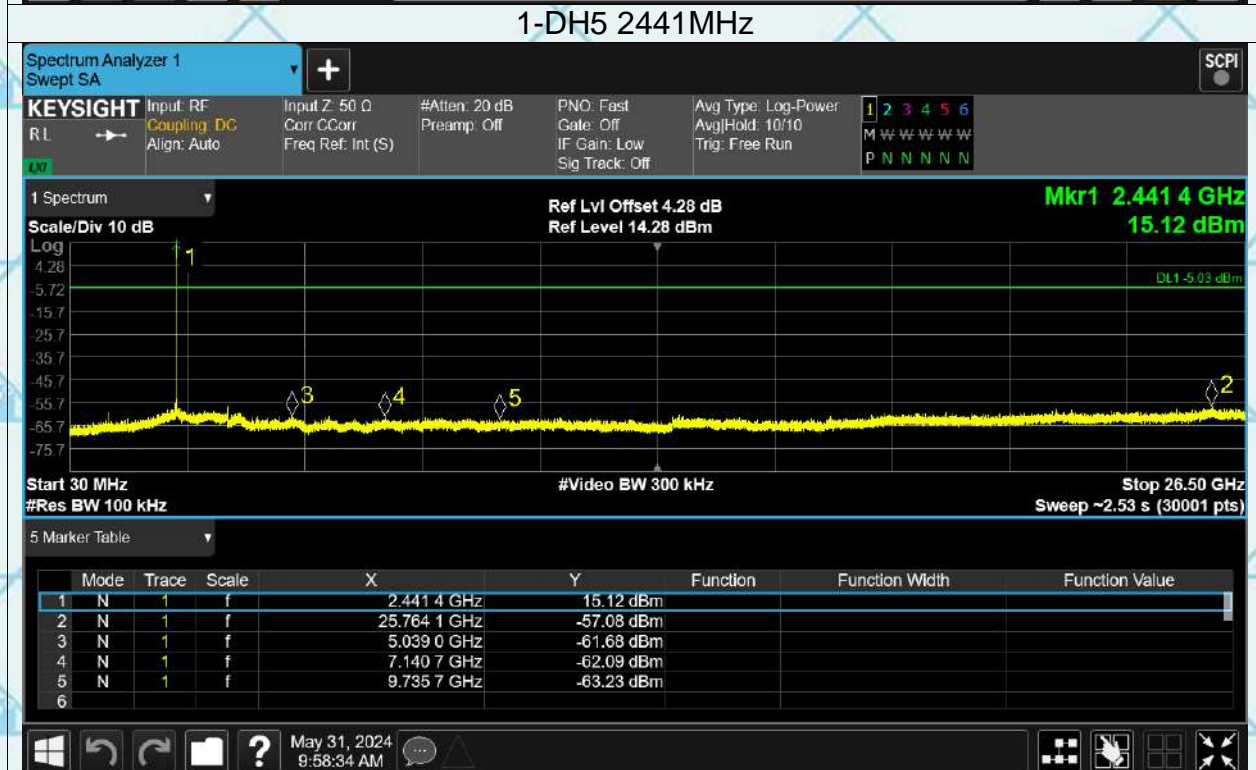 1-DH5 2441MHz
Spectrum Analyzer 1
Swept SA
+
SCPI
KEYSIGHT
RL
LXI
Input: RF
Coupling: DC
Align: Auto
Input Z: 50 Ω
Corr CCorr
Freq Ref: Int (S)
#Atten: 20 dB
Preamp: Off
PNO: Fast
Gate: Off
IF Gain: Low
Sig Track: Off
Avg Type: Log-Power
Avg|Hold: 10/10
Trig: Free Run
1 2 3 4 5 6
M W W W W W
P N N N N N
1 Spectrum
Scale/Div 10 dB
Ref Lvl Offset 4.28 dB
Ref Level 14.28 dBm
Mkr1 2.441 4 GHz
15.12 dBm
Log
4.28
-5.72
-15.7
-25.7
-35.7
-45.7
-55.7
-65.7
-75.7
DL1 -5.03 dBm
1
3
4
5
2
Start 30 MHz
#Video BW 300 kHz
Stop 26.50 GHz
#Res BW 100 kHz
Sweep ~2.53 s (30001 pts)
5 Marker Table
Mode Trace Scale X Y Function Function Width Function Value
1 N 1 f 2.441 4 GHz 15.12 dBm
2 N 1 f 25.764 1 GHz -57.08 dBm
3 N 1 f 5.039 0 GHz -61.68 dBm
4 N 1 f 7.140 7 GHz -62.09 dBm
5 N 1 f 9.735 7 GHz -63.23 dBm
6
?
May 31, 2024
9:58:34 AM